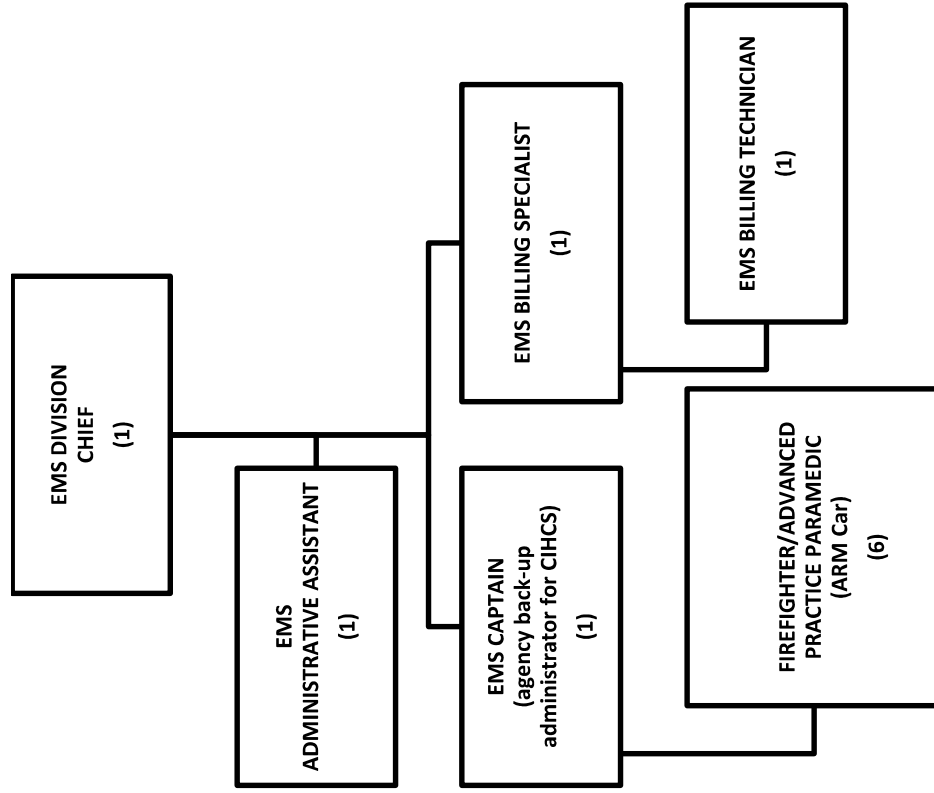 EMS DIVISION
CHIEF
(1)
EMS
ADMINISTRATIVE ASSISTANT
(1)
EMS CAPTAIN
(agency back-up
administrator for CIHCS)
(1)
EMS BILLING SPECIALIST
(1)
FIREFIGHTER/ADVANCED
PRACTICE PARAMEDIC
(ARM Car)
(6)
EMS BILLING TECHNICIAN
(1)